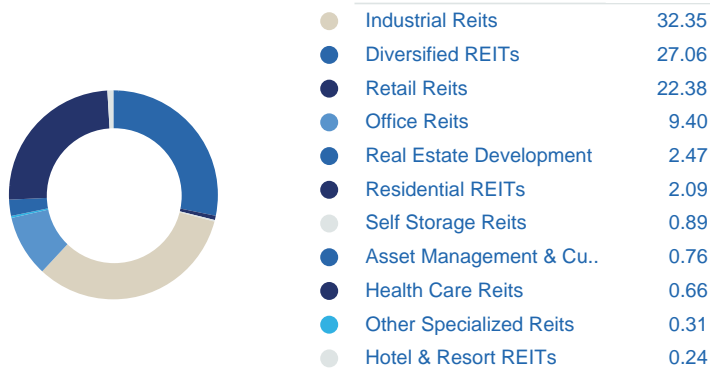 Industrial Reits 32.35
Diversified REITs 27.06
Retail Reits 22.38
Office Reits 9.40
Real Estate Development 2.47
Residential REITs 2.09
Self Storage Reits 0.89
Asset Management & Cu.. 0.76
Health Care Reits 0.66
Other Specialized Reits 0.31
Hotel & Resort REITs 0.24